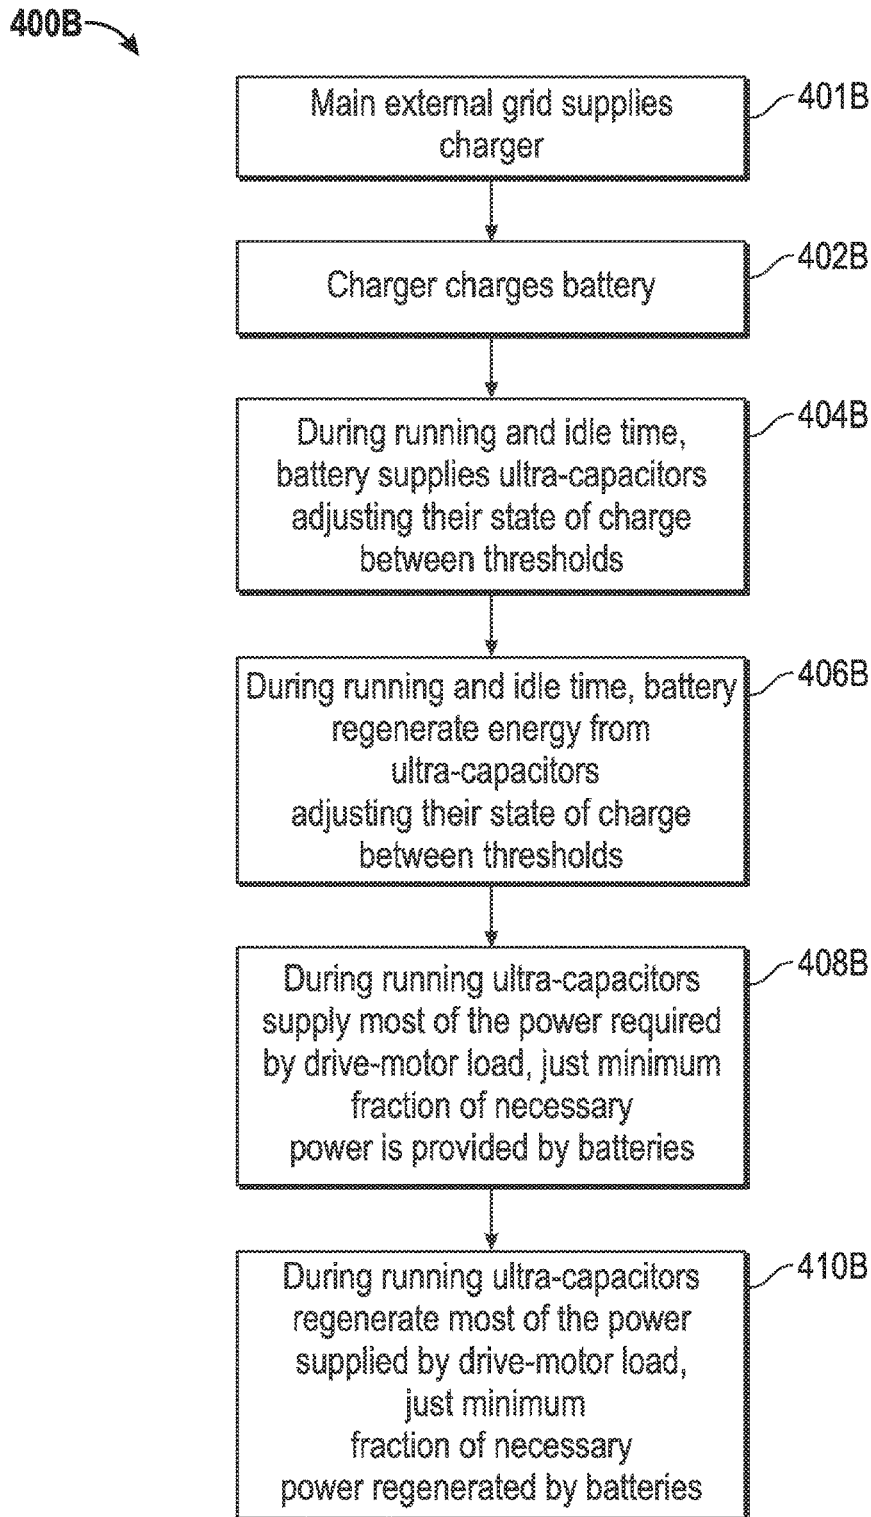 400B
Main external grid supplies
charger
401B
Charger charges battery
402B
During running and idle time,
battery supplies ultra-capacitors
adjusting their state of charge
between thresholds
404B
During running and idle time, battery
regenerate energy from
ultra-capacitors
adjusting their state of charge
between thresholds
406B
During running ultra-capacitors
supply most of the power required
by drive-motor load, just minimum
fraction of necessary
power is provided by batteries
408B
During running ultra-capacitors
regenerate most of the power
supplied by drive-motor load,
just minimum
fraction of necessary
power regenerated by batteries
410B